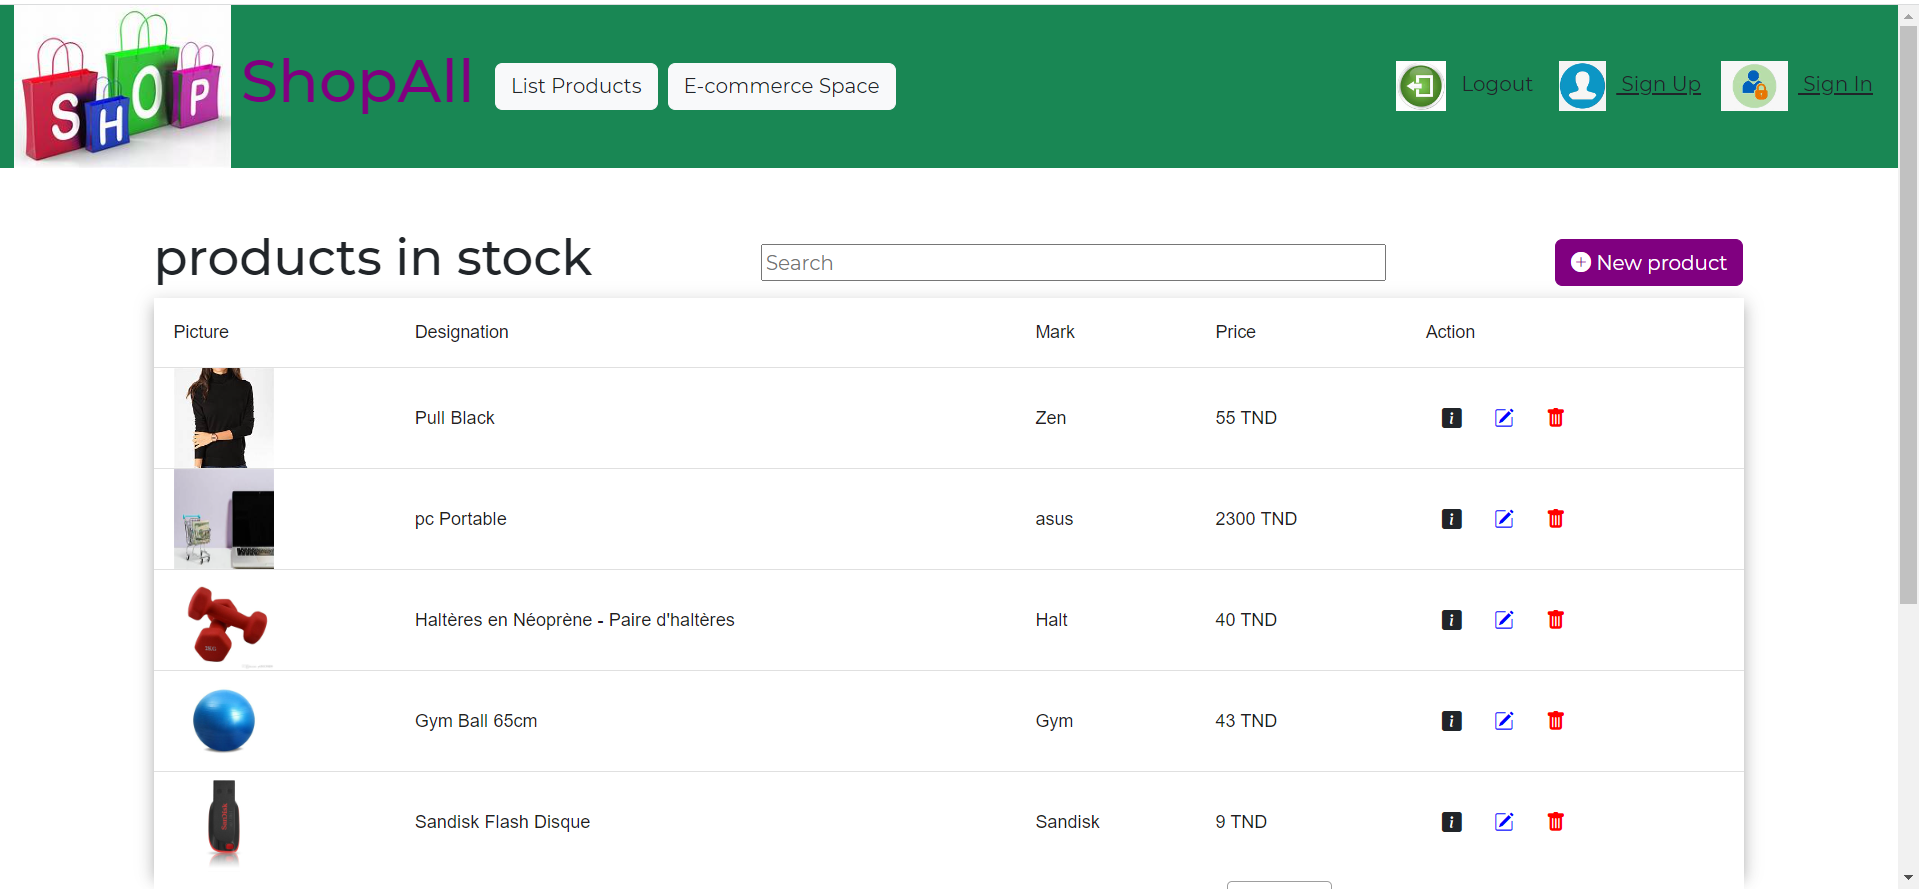 SHOP
ShopAll
List Products
E-commerce Space
Logout
Sign Up
Sign In
products in stock
Search
New product
Picture Designation Mark Price Action
Pull Black Zen 55 TND
pc Portable asus 2300 TND
Haltères en Néoprène - Paire d'haltères Halt 40 TND
Gym Ball 65cm Gym 43 TND
Sandisk Flash Disque Sandisk 9 TND